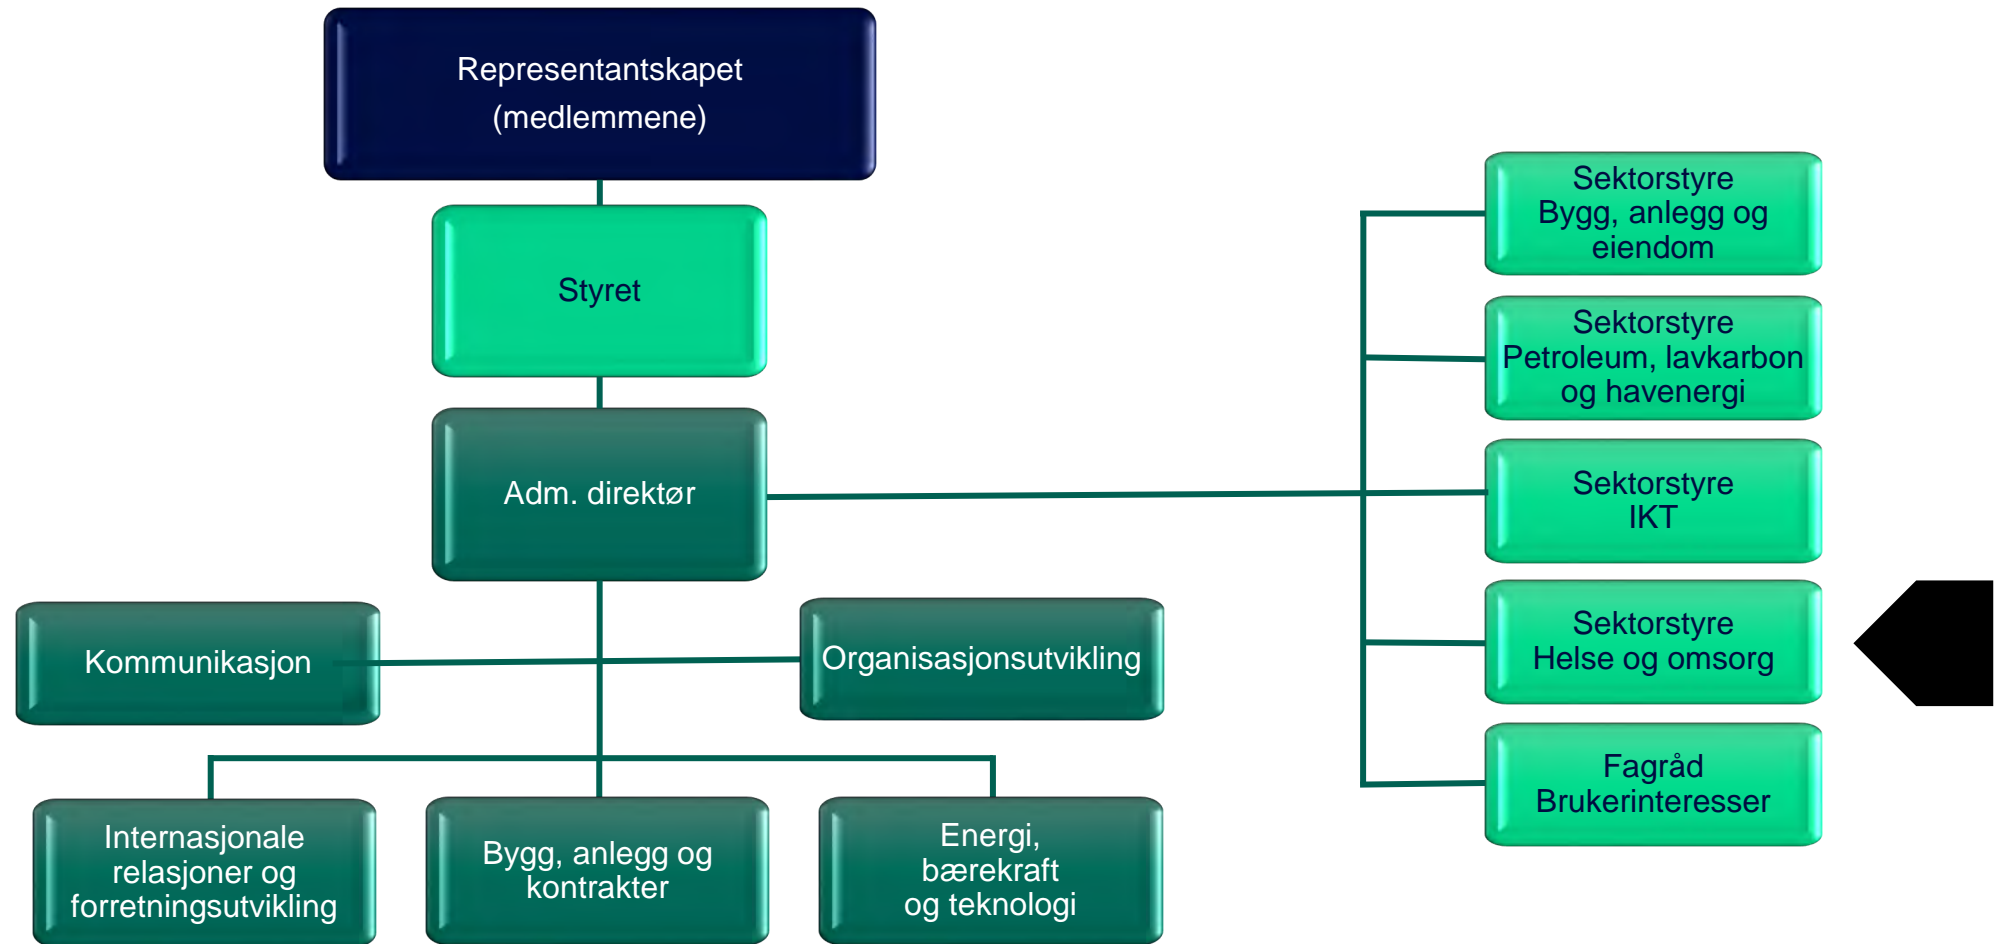 Representantskapet
(medlemmene)
Styret
Adm. direktør
Kommunikasjon
Organisasjonsutvikling
Internasjonale
relasjoner og
forretningsutvikling
Bygg, anlegg og
kontrakter
Energi,
bærekraft
og teknologi
Sektorstyre
Bygg, anlegg og
eiendom
Sektorstyre
Petroleum, lavkarbon
og havenergi
Sektorstyre
IKT
Sektorstyre
Helse og omsorg
Fagråd
Brukerinteresser